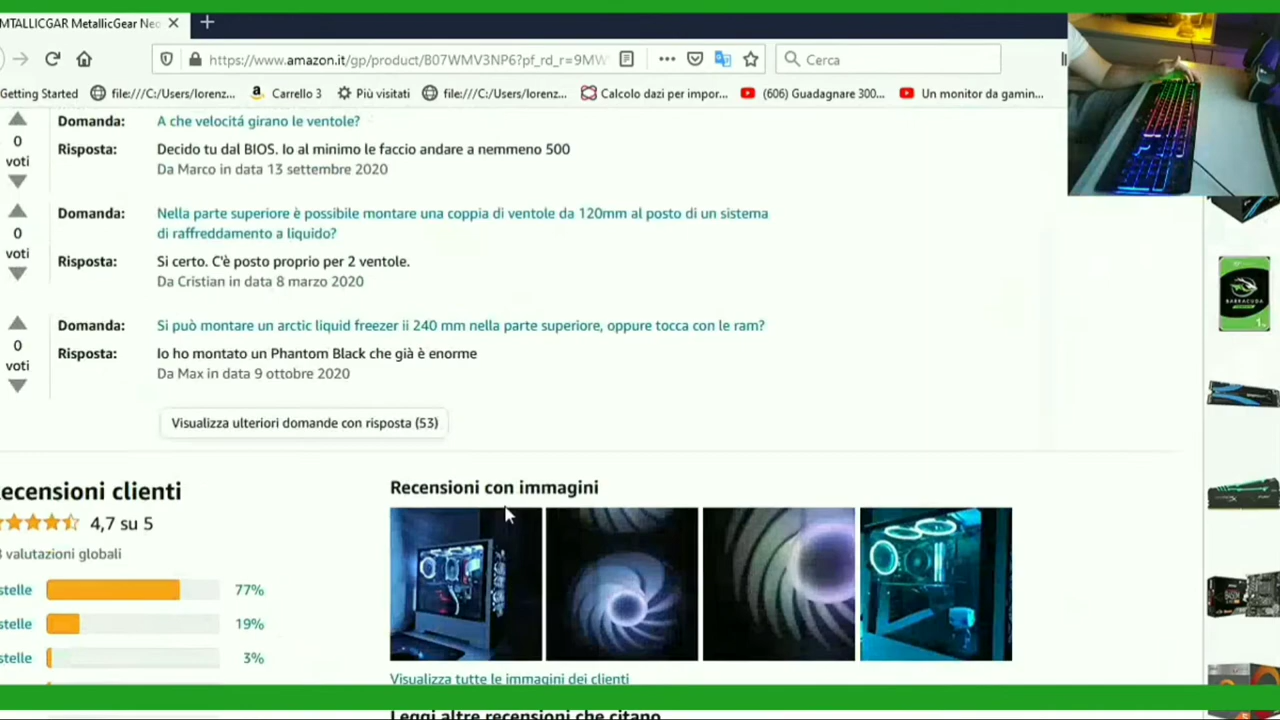 MTALLICGAR MetallicGear Neo
https://www.amazon.it/gp/product/B07WMV3NP6?pf_rd_r=9MW
Cerca
Getting Started
file:///C:/Users/lorenz...
Carrello 3
Più visitati
file:///C:/Users/lorenz...
Calcolo dazi per impor...
(606) Guadagnare 300...
Un monitor da gamin...
0
voti
Domanda: A che velocitá girano le ventole?
Risposta: Decido tu dal BIOS. Io al minimo le faccio andare a nemmeno 500
Da Marco in data 13 settembre 2020
0
voti
Domanda: Nella parte superiore è possibile montare una coppia di ventole da 120mm al posto di un sistema
di raffreddamento a liquido?
Risposta: Si certo. C'è posto proprio per 2 ventole.
Da Cristian in data 8 marzo 2020
0
voti
Domanda: Si può montare un arctic liquid freezer ii 240 mm nella parte superiore, oppure tocca con le ram?
Risposta: Io ho montato un Phantom Black che già è enorme
Da Max in data 9 ottobre 2020
Visualizza ulteriori domande con risposta (53)
ecensioni clienti
4,7 su 5
valutazioni globali
stelle 77%
stelle 19%
stelle 3%
Recensioni con immagini
Visualizza tutte le immagini dei clienti
Leggi altre recensioni che citano
BARRACUDA